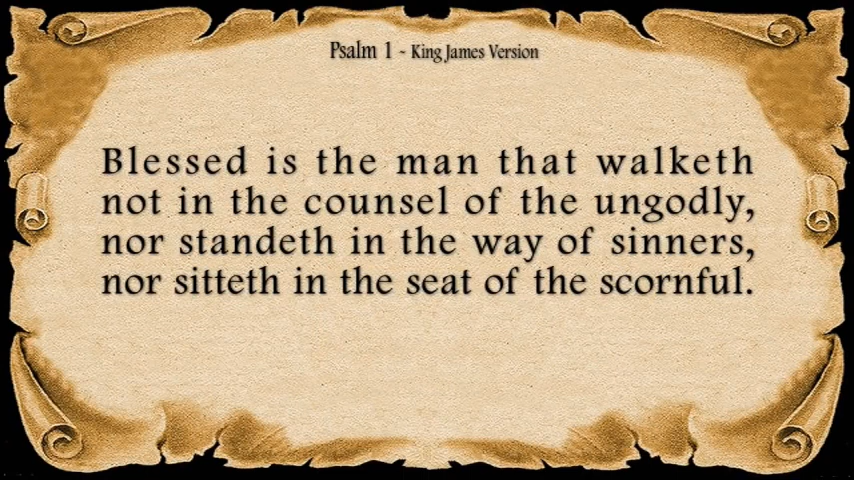 Psalm 1 - King James Version
Blessed is the man that walketh
not in the counsel of the ungodly,
nor standeth in the way of sinners,
nor sitteth in the seat of the scornful.